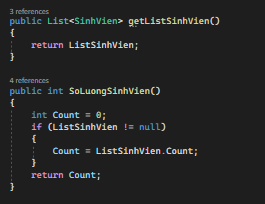 3 references
public List<SinhVien> getListSinhVien()
{
return ListSinhVien;
}
4 references
public int SoLuongSinhVien()
{
int Count = 0;
if (ListSinhVien != null)
{
Count = ListSinhVien.Count;
}
return Count;
}